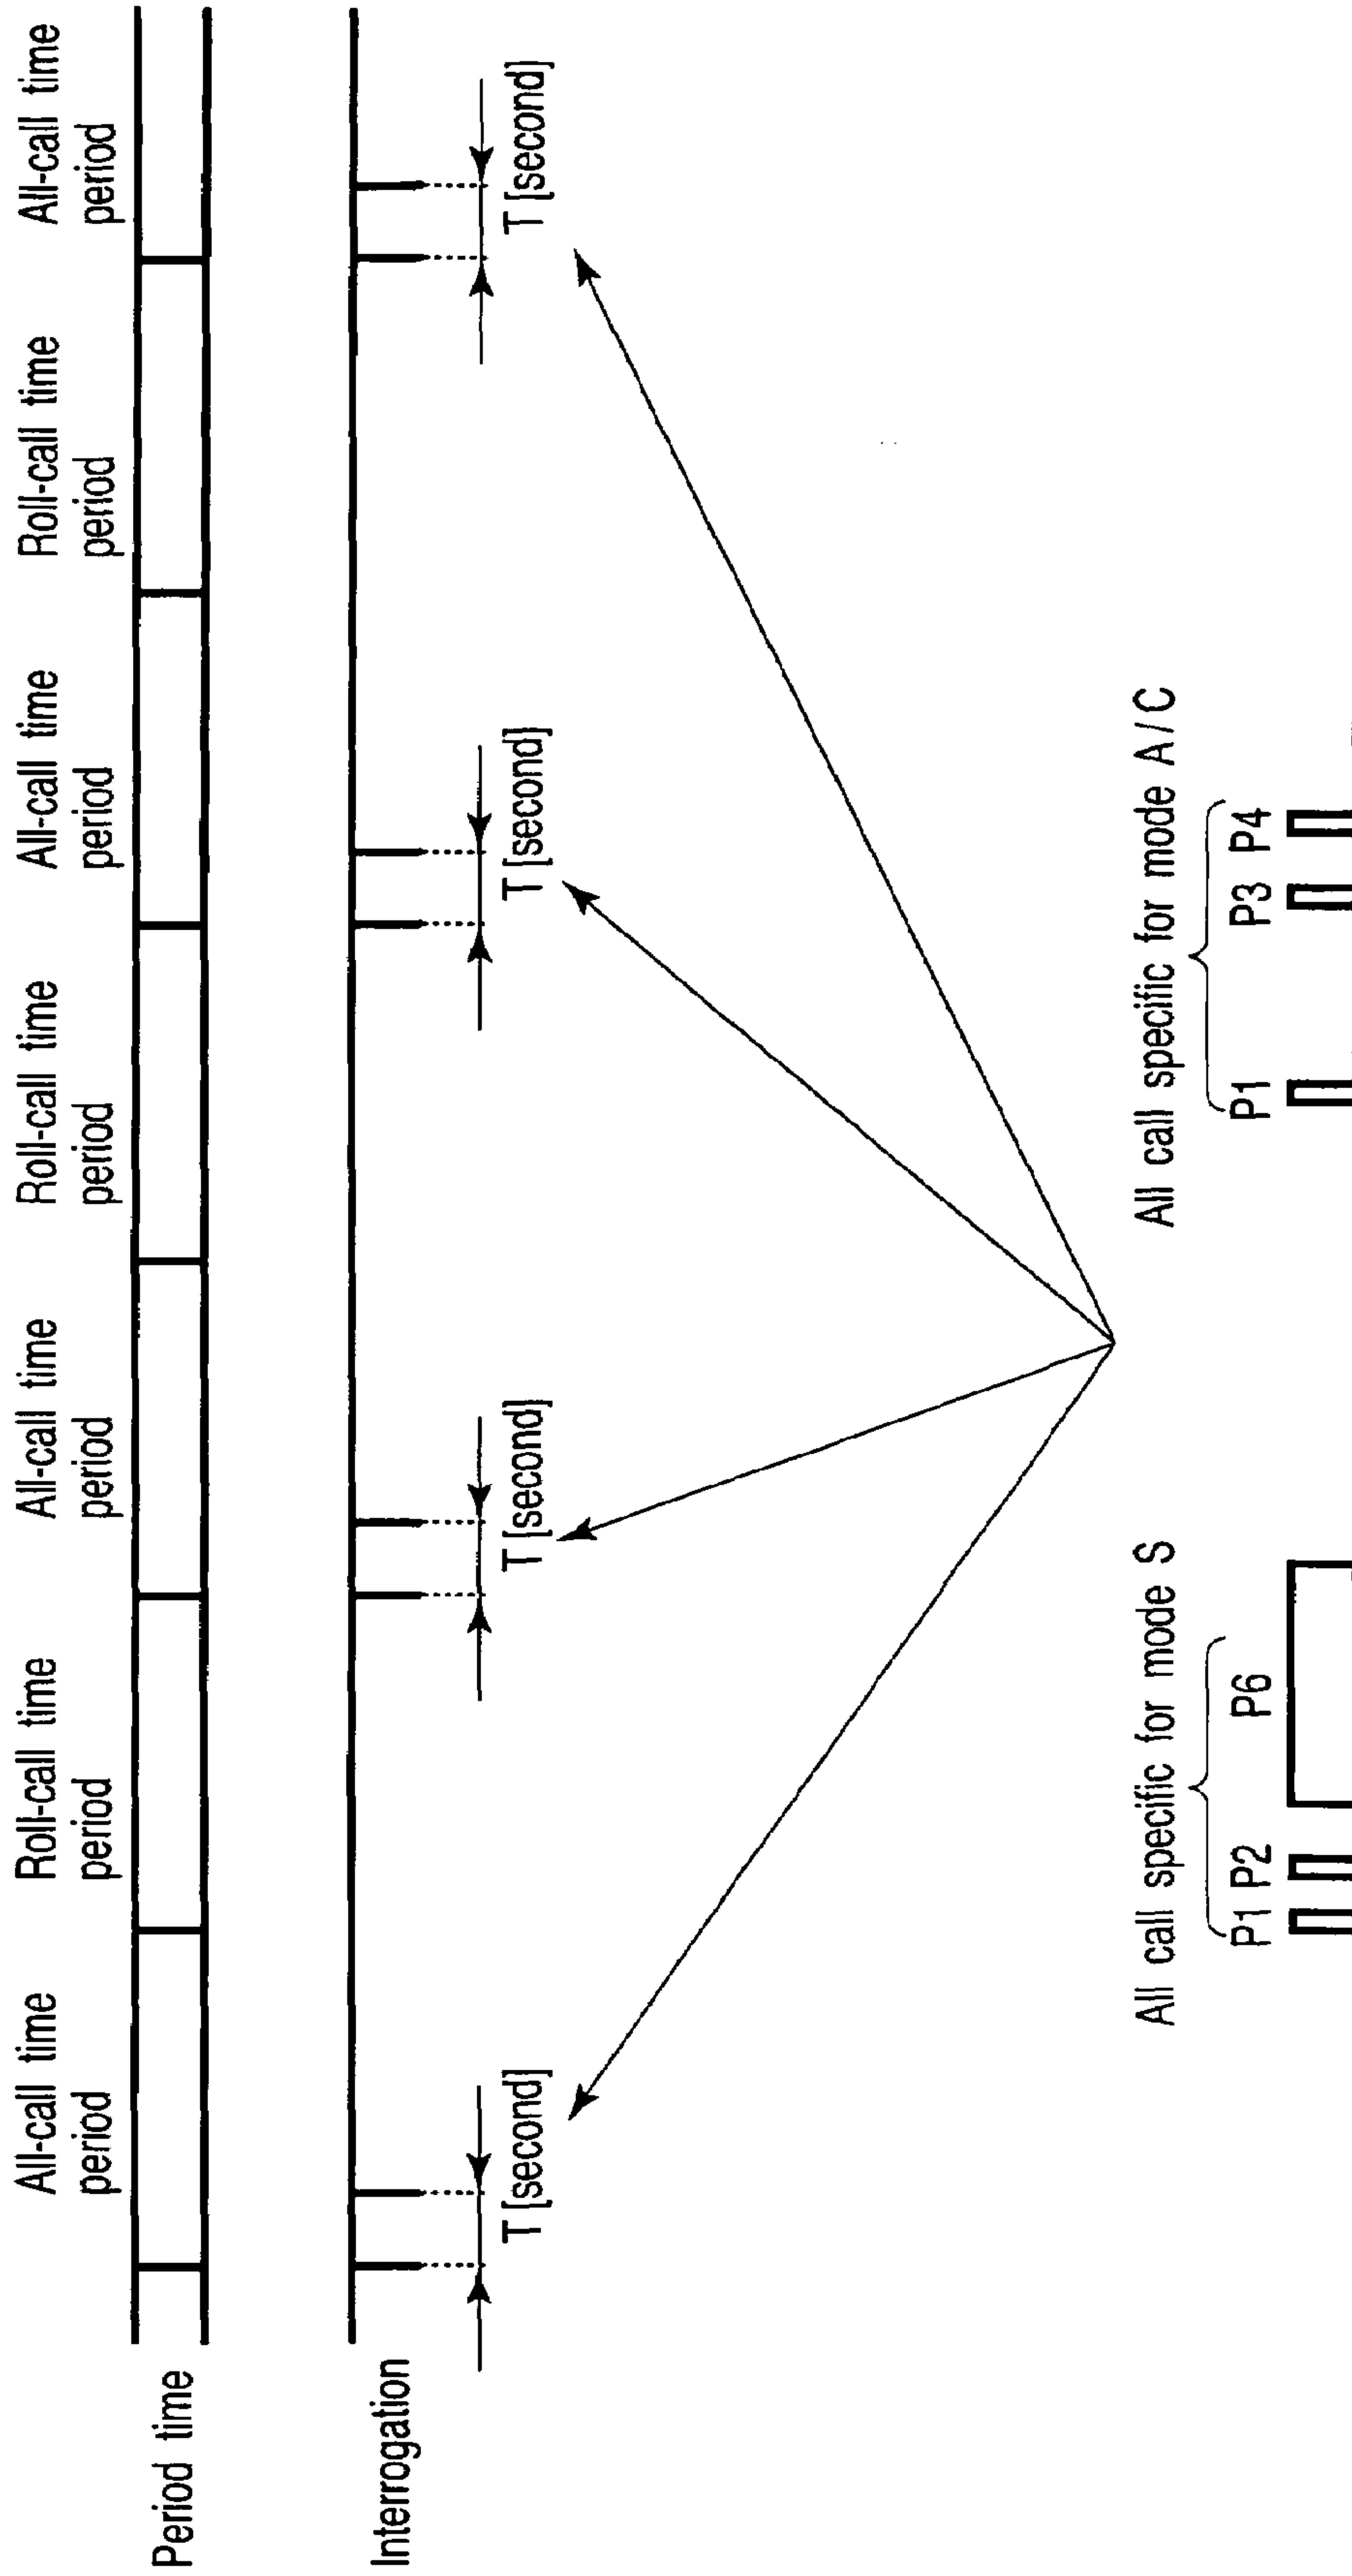 All-call time
period
Roll-call time
period
All-call time
period
Roll-call time
period
All-call time
period
Roll-call time
period
All-call time
period
Period time
Interrogation
T [second]
T [second]
T [second]
T [second]
All call specific for mode S
P1 P2 P6
All call specific for mode A/C
P1 P3 P4